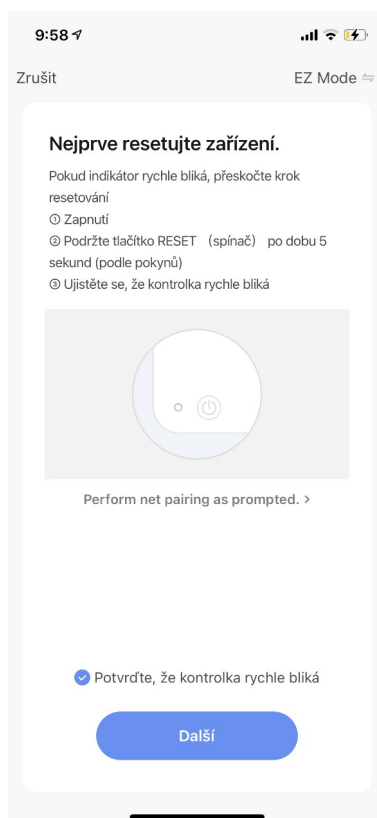 9:58
Zrušit
EZ Mode
Nejprve resetujte zařízení.
Pokud indikátor rychle bliká, přeskočte krok
resetování
① Zapnutí
② Podržte tlačítko RESET （spínač） po dobu 5
sekund (podle pokynů)
③ Ujistěte se, že kontrolka rychle bliká
Perform net pairing as prompted. >
Potvrďte, že kontrolka rychle bliká
Další